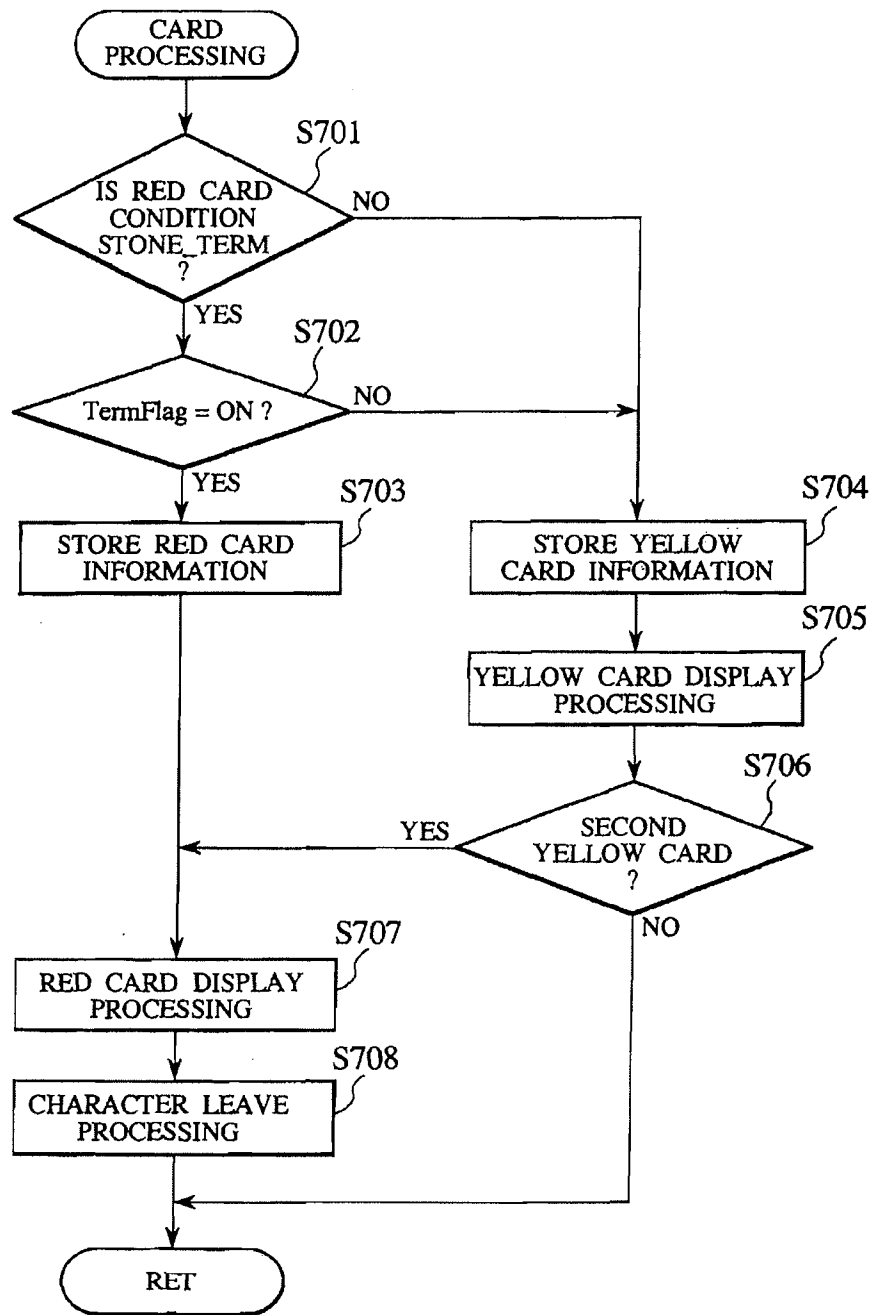 CARD
PROCESSING
S701
IS RED CARD
CONDITION
STONE_TERM
?
NO
YES
S702
TermFlag = ON ?
NO
YES
S703
STORE RED CARD
INFORMATION
S704
STORE YELLOW
CARD INFORMATION
S705
YELLOW CARD DISPLAY
PROCESSING
S706
SECOND
YELLOW CARD
?
YES
NO
S707
RED CARD DISPLAY
PROCESSING
S708
CHARACTER LEAVE
PROCESSING
RET